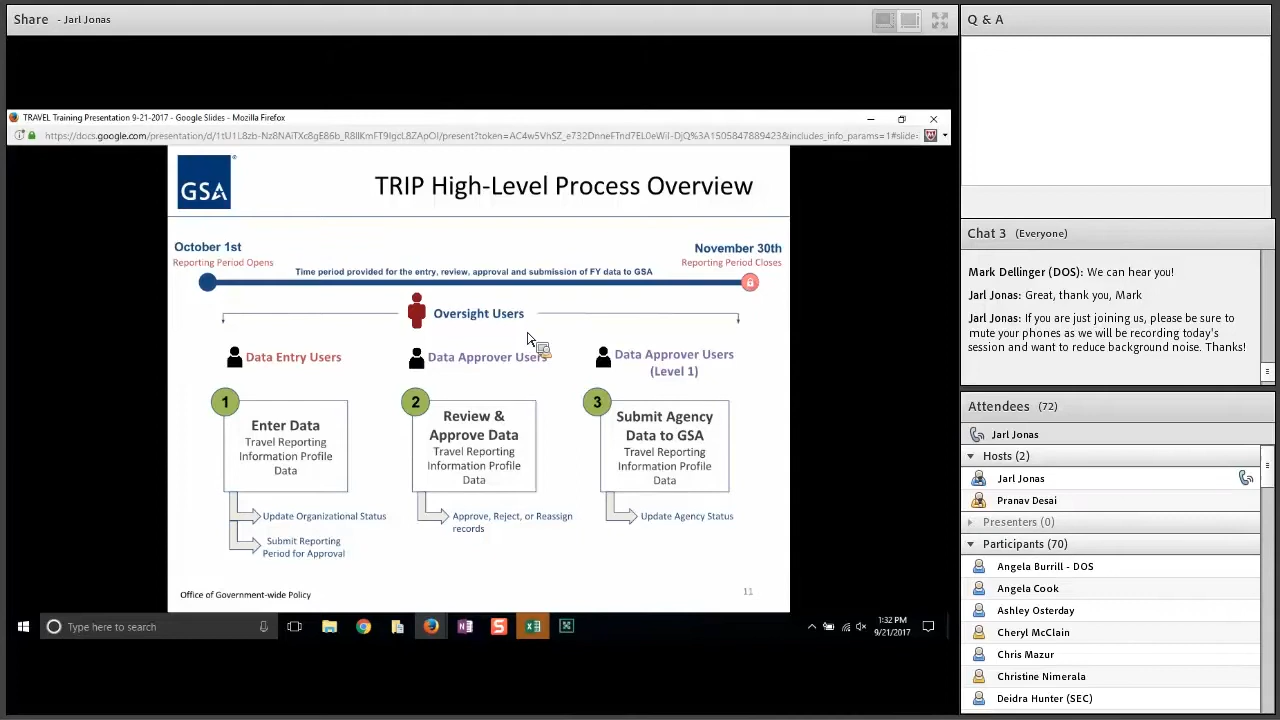 Share - Jarl Jonas
TRAVEL Training Presentation 9-21-2017 - Google Slides - Mozilla Firefox
GSA
TRIP High-Level Process Overview
October 1st
Reporting Period Opens
November 30th
Reporting Period Closes
Time period provided for the entry, review, approval and submission of FY data to GSA
Oversight Users
Data Entry Users
Data Approver Users
Data Approver Users
(Level 1)
1
Enter Data
Travel Reporting
Information Profile
Data
Update Organizational Status
Submit Reporting
Period for Approval
2
Review &
Approve Data
Travel Reporting
Information Profile
Data
Approve, Reject, or Reassign
records
3
Submit Agency
Data to GSA
Travel Reporting
Information Profile
Data
Update Agency Status
Office of Government-wide Policy
11
Type here to search
1:32 PM
9/21/2017
Q & A
Chat 3 (Everyone)
Mark Dellinger (DOS): We can hear you!
Jarl Jonas: Great, thank you, Mark
Jarl Jonas: If you are just joining us, please be sure to
mute your phones as we will be recording today's
session and want to reduce background noise. Thanks!
Attendees (72)
Jarl Jonas
Hosts (2)
Jarl Jonas
Pranav Desai
Presenters (0)
Participants (70)
Angela Burrill - DOS
Angela Cook
Ashley Osterday
Cheryl McClain
Chris Mazur
Christine Nimerala
Deidra Hunter (SEC)